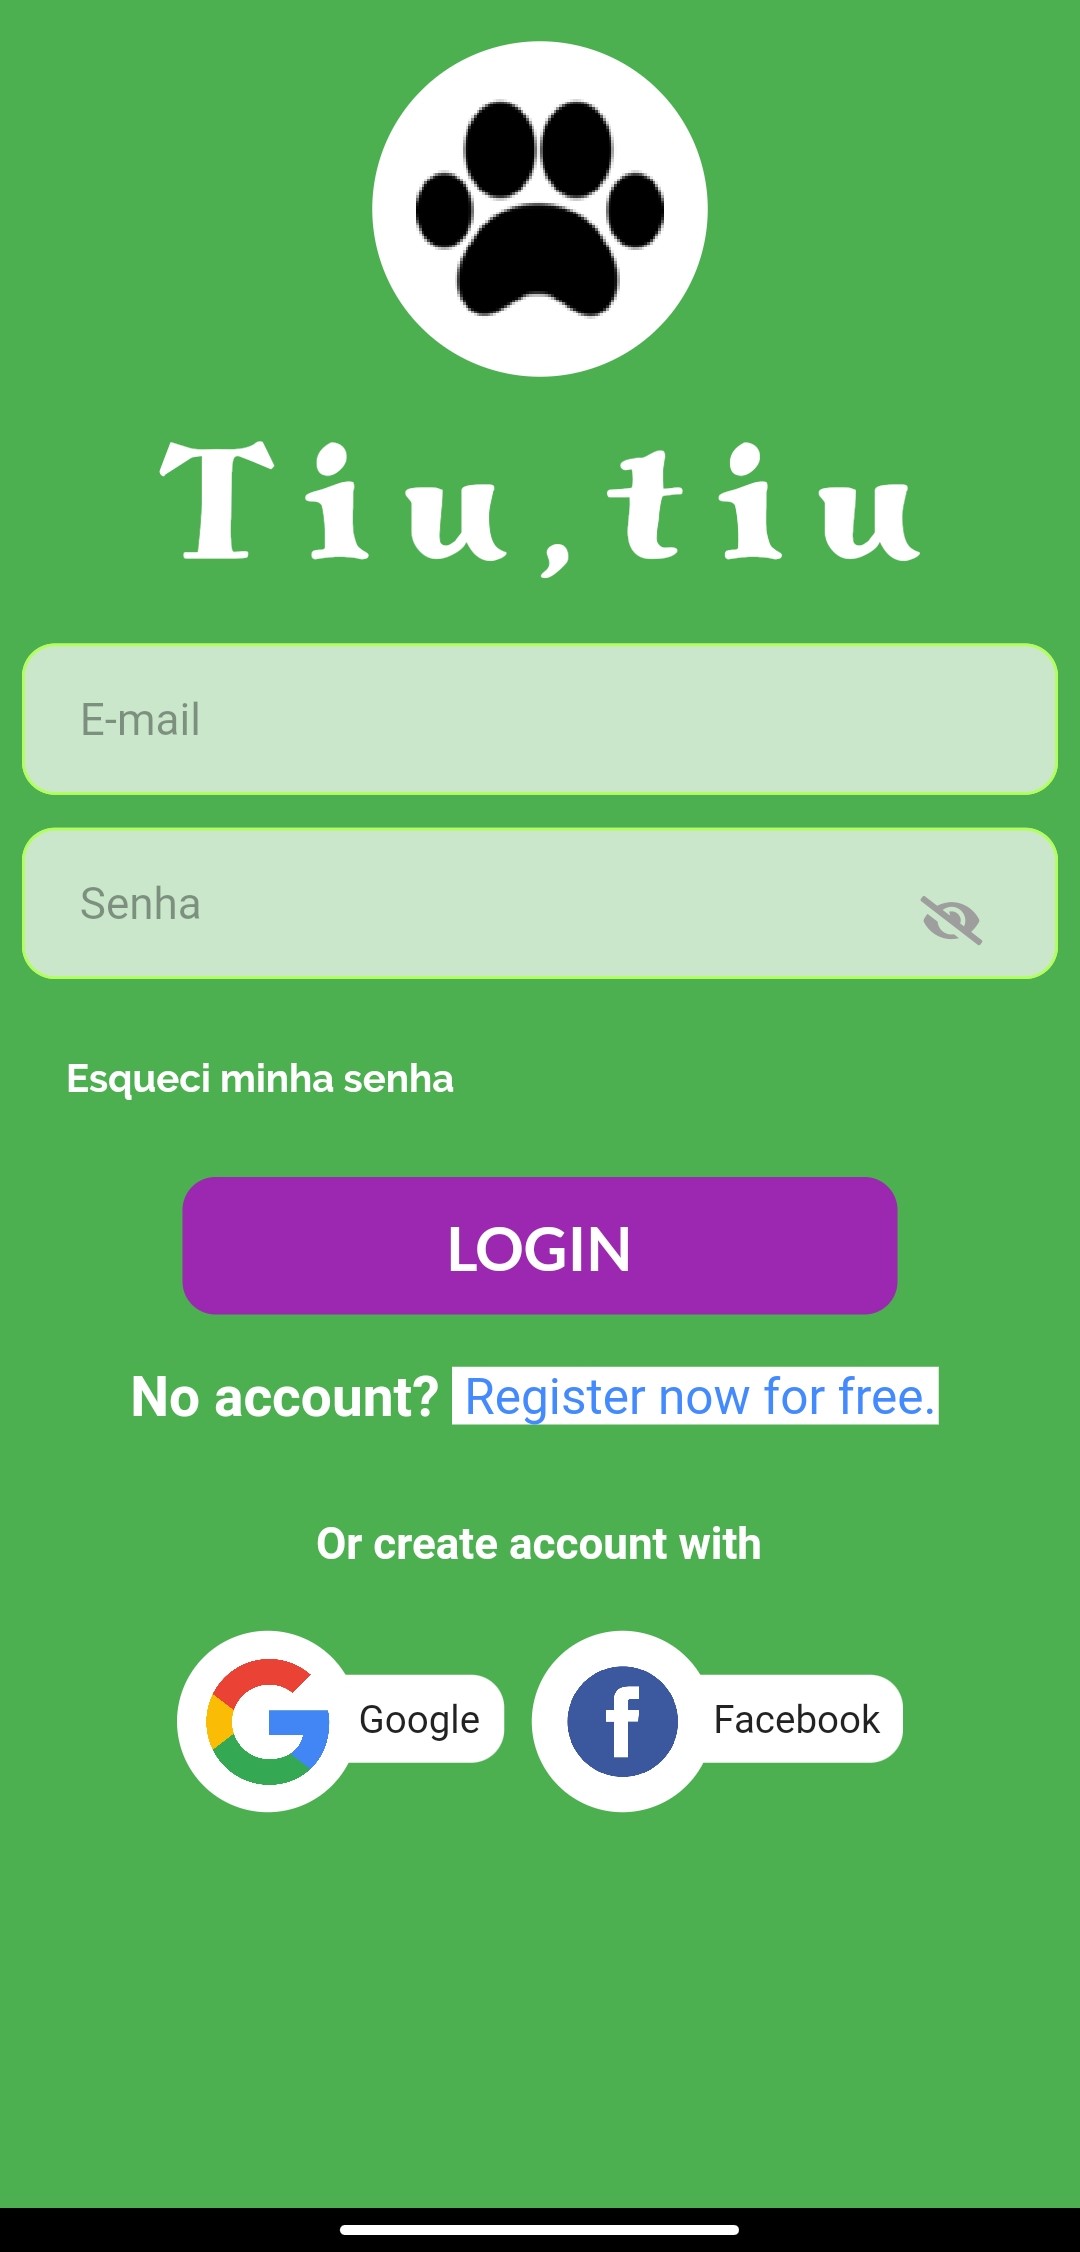 Tiu,tiu
E-mail
Senha
Esqueci minha senha
LOGIN
No account? Register now for free.
Or create account with
Google Facebook